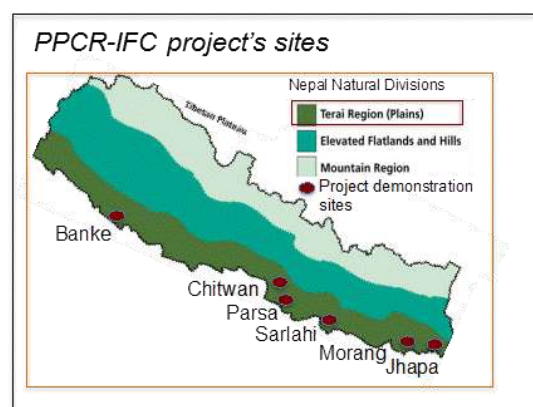 PPCR-IFC project's sites
Nepal Natural Divisions
Tibetan Plateau
Terai Region (Plains)
Elevated Flatlands and Hills
Mountain Region
Project demonstration
sites
Banke
Chitwan
Parsa
Sarlahi
Morang
Jhapa